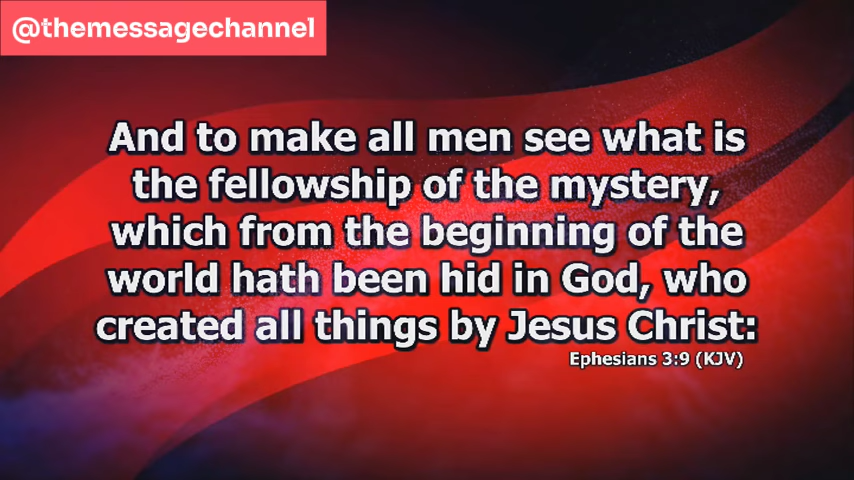 @themessagechannel
And to make all men see what is
the fellowship of the mystery,
which from the beginning of the
world hath been hid in God, who
created all things by Jesus Christ:
Ephesians 3:9 (KJV)